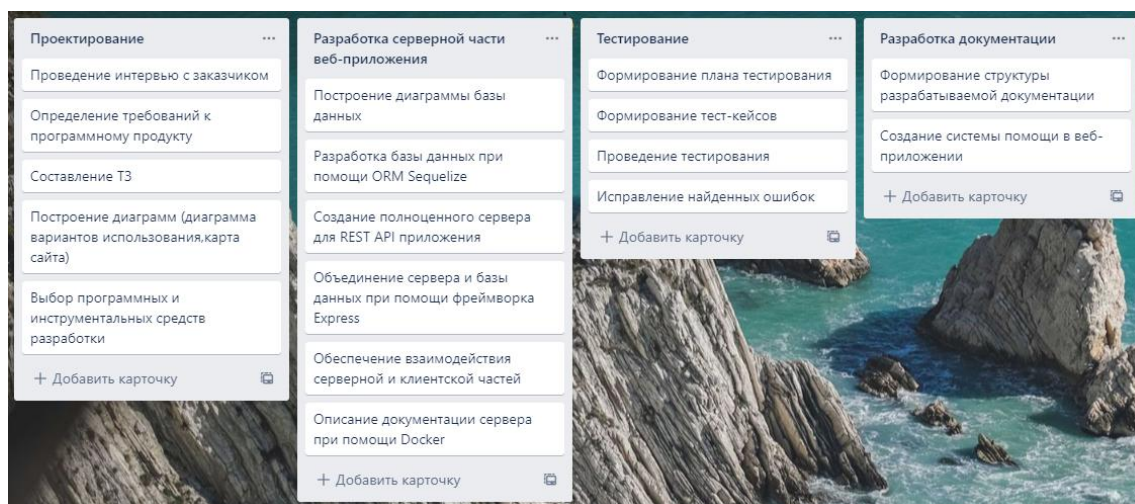 Проектирование
Проведение интервью с заказчиком
Определение требований к
программному продукту
Составление ТЗ
Построение диаграмм (диаграмма
вариантов использования,карта
сайта)
Выбор программных и
инструментальных средств
разработки
+ Добавить карточку
Разработка серверной части
веб-приложения
Построение диаграммы базы
данных
Разработка базы данных при
помощи ORM Sequelize
Создание полноценного сервера
для REST API приложения
Объединение сервера и базы
данных при помощи фреймворка
Express
Обеспечение взаимодействия
серверной и клиентской частей
Описание документации сервера
при помощи Docker
+ Добавить карточку
Тестирование
Формирование плана тестирования
Формирование тест-кейсов
Проведение тестирования
Исправление найденных ошибок
+ Добавить карточку
Разработка документации
Формирование структуры
разрабатываемой документации
Создание системы помощи в веб-
приложении
+ Добавить карточку